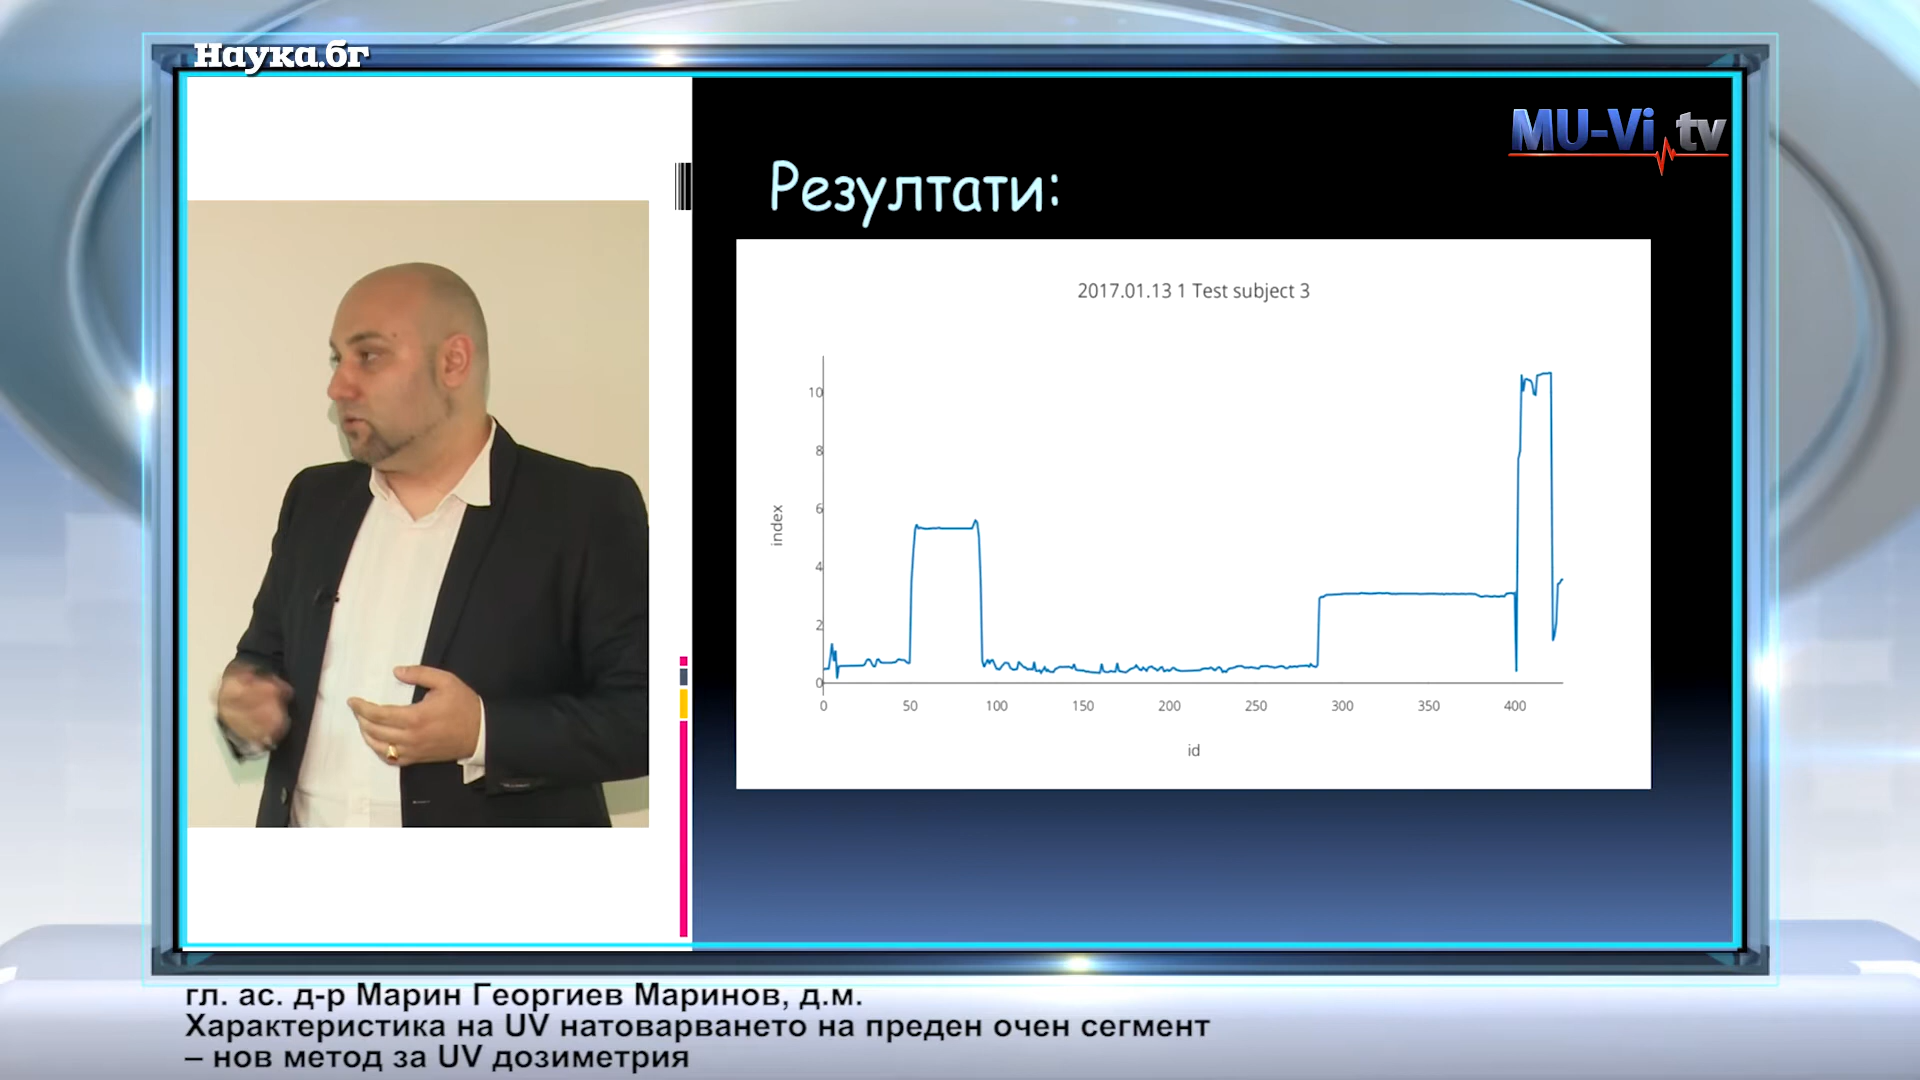 Наука.бг
MU-Vi.tv
Резултати:
2017.01.13 1 Test subject 3
index
10
8
6
4
2
0
0 50 100 150 200 250 300 350 400
id
гл. ас. д-р Марин Георгиев Маринов, д.м.
Характеристика на UV натоварването на преден очен сегмент
– нов метод за UV дозиметрия